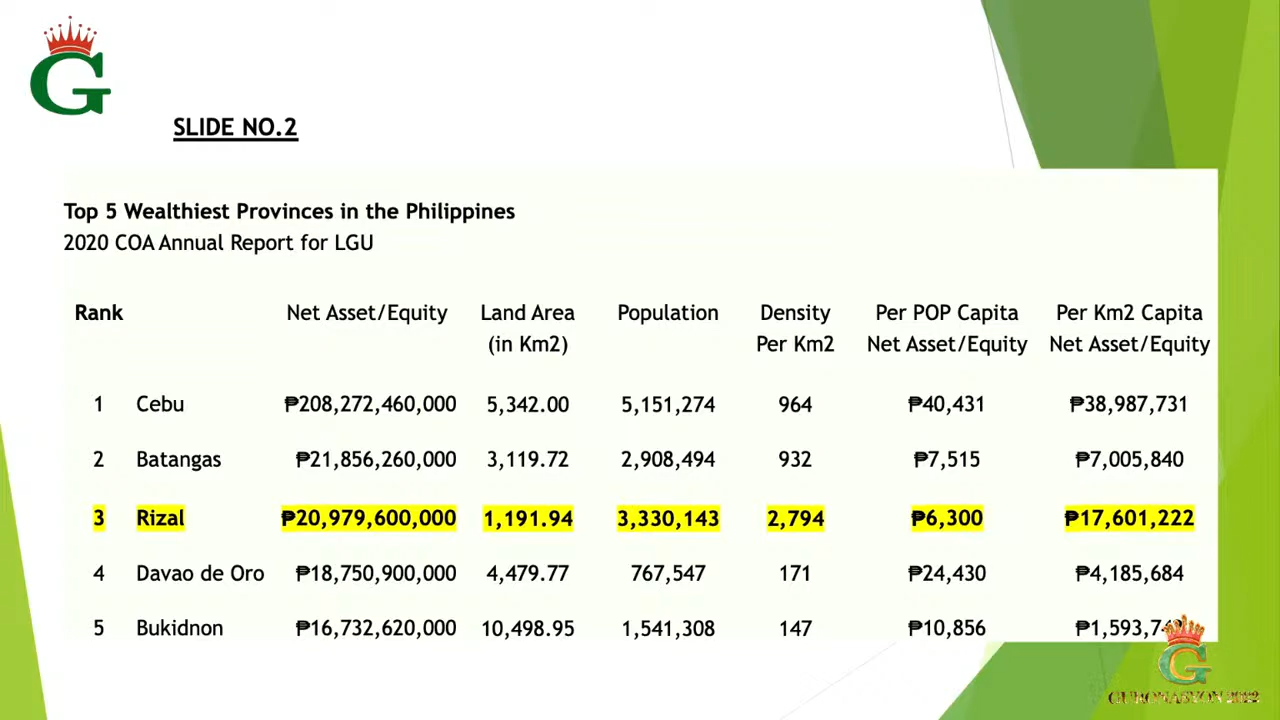 G
SLIDE NO.2
Top 5 Wealthiest Provinces in the Philippines
2020 COA Annual Report for LGU
Rank Net Asset/Equity Land Area Population Density Per POP Capita Per Km2 Capita
(in Km2) Per Km2 Net Asset/Equity Net Asset/Equity
1 Cebu ₱208,272,460,000 5,342.00 5,151,274 964 ₱40,431 ₱38,987,731
2 Batangas ₱21,856,260,000 3,119.72 2,908,494 932 ₱7,515 ₱7,005,840
3 Rizal ₱20,979,600,000 1,191.94 3,330,143 2,794 ₱6,300 ₱17,601,222
4 Davao de Oro ₱18,750,900,000 4,479.77 767,547 171 ₱24,430 ₱4,185,684
5 Bukidnon ₱16,732,620,000 10,498.95 1,541,308 147 ₱10,856
G
GURONASYON 2022